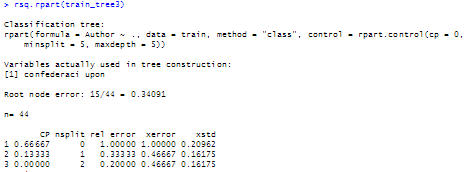 > rsq.rpart(train_tree3)
Classification tree:
rpart(formula = Author ~ ., data = train, method = "class", control = rpart.control(cp = 0,
    minsplit = 5, maxdepth = 5))
Variables actually used in tree construction:
[1] confederaci upon
Root node error: 15/44 = 0.34091
n= 44
       CP nsplit rel error  xerror    xstd
1 0.66667      0   1.00000 1.00000 0.20962
2 0.13333      1   0.33333 0.46667 0.16175
3 0.00000      2   0.20000 0.46667 0.16175